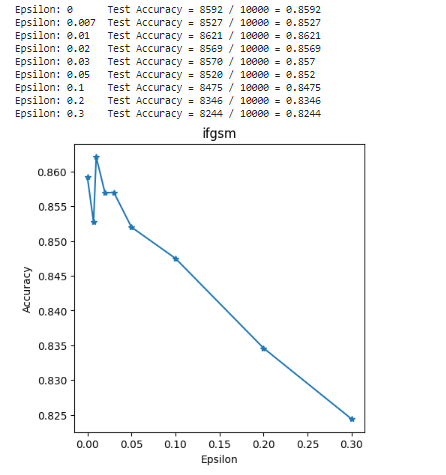 Epsilon: 0 Test Accuracy = 8592 / 10000 = 0.8592
Epsilon: 0.007 Test Accuracy = 8527 / 10000 = 0.8527
Epsilon: 0.01 Test Accuracy = 8621 / 10000 = 0.8621
Epsilon: 0.02 Test Accuracy = 8569 / 10000 = 0.8569
Epsilon: 0.03 Test Accuracy = 8570 / 10000 = 0.857
Epsilon: 0.05 Test Accuracy = 8520 / 10000 = 0.852
Epsilon: 0.1 Test Accuracy = 8475 / 10000 = 0.8475
Epsilon: 0.2 Test Accuracy = 8346 / 10000 = 0.8346
Epsilon: 0.3 Test Accuracy = 8244 / 10000 = 0.8244
ifgsm
0.860
0.855
0.850
0.845
0.840
0.835
0.830
0.825
Accuracy
0.00 0.05 0.10 0.15 0.20 0.25 0.30
Epsilon